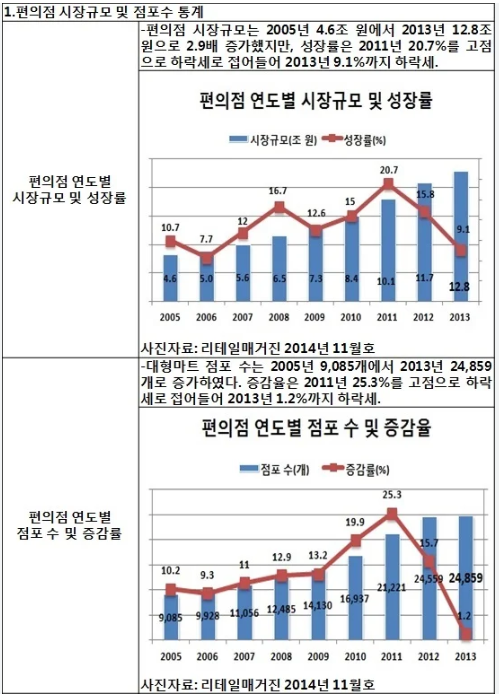 1.편의점 시장규모 및 점포수 통계
-편의점 시장규모는 2005년 4.6조 원에서 2013년 12.8조
원으로 2.9배 증가했지만, 성장률은 2011년 20.7%를 고점
으로 하락세로 접어들어 2013년 9.1%까지 하락세.
편의점 연도별 시장규모 및 성장률
시장규모(조 원) 성장률(%)
편의점 연도별
시장규모 및 성장률
10.7 7.7 12 16.7 12.6 15 20.7 15.8 9.1
4.6 5.0 5.6 6.5 7.3 8.4 10.1 11.7 12.8
2005 2006 2007 2008 2009 2010 2011 2012 2013
사진자료: 리테일매거진 2014년 11월호
-대형마트 점포 수는 2005년 9,085개에서 2013년 24,859
개로 증가하였다. 증감율은 2011년 25.3%를 고점으로 하락
세로 접어들어 2013년 1.2%까지 하락세.
편의점 연도별 점포 수 및 증감율
점포 수(개) 증감률(%)
편의점 연도별
점포 수 및 증감률
10.2 9.3 11 12.9 13.2 19.9 25.3 15.7 1.2
9,085 9,928 11,056 12,485 14,130 16,937 21,221 24,559 24,859
2005 2006 2007 2008 2009 2010 2011 2012 2013
사진자료: 리테일매거진 2014년 11월호